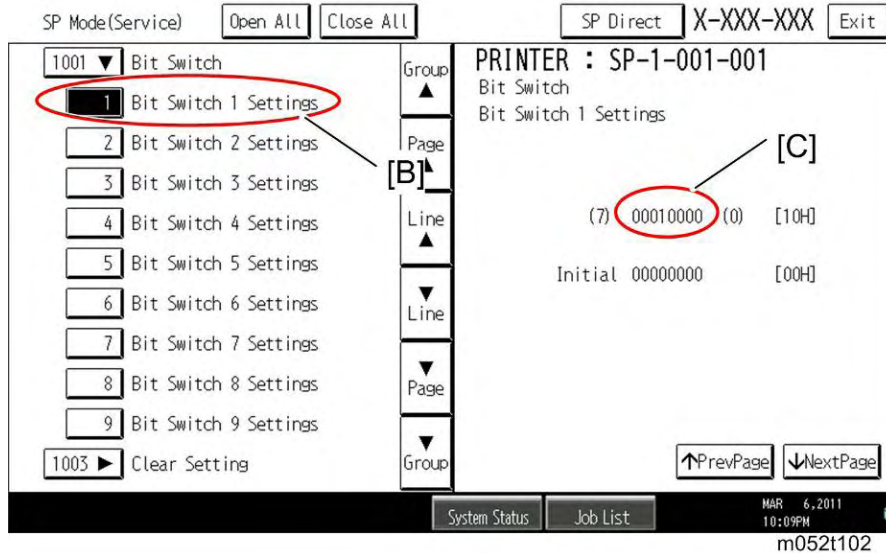 SP Mode(Service) Open All Close All SP Direct X-XXX-XXX Exit
1001 ▼ Bit Switch
1 Bit Switch 1 Settings
2 Bit Switch 2 Settings
3 Bit Switch 3 Settings
4 Bit Switch 4 Settings
5 Bit Switch 5 Settings
6 Bit Switch 6 Settings
7 Bit Switch 7 Settings
8 Bit Switch 8 Settings
9 Bit Switch 9 Settings
1003 ► Clear Setting
[B]
Group ▲
Page ▲
Line ▲
▼ Line
▼ Page
▼ Group
PRINTER : SP-1-001-001
Bit Switch
Bit Switch 1 Settings
[C]
(7) 00010000 (0) [10H]
Initial 00000000 [00H]
↑PrevPage ↓NextPage
System Status Job List MAR 6,2011
10:09PM
m052t102